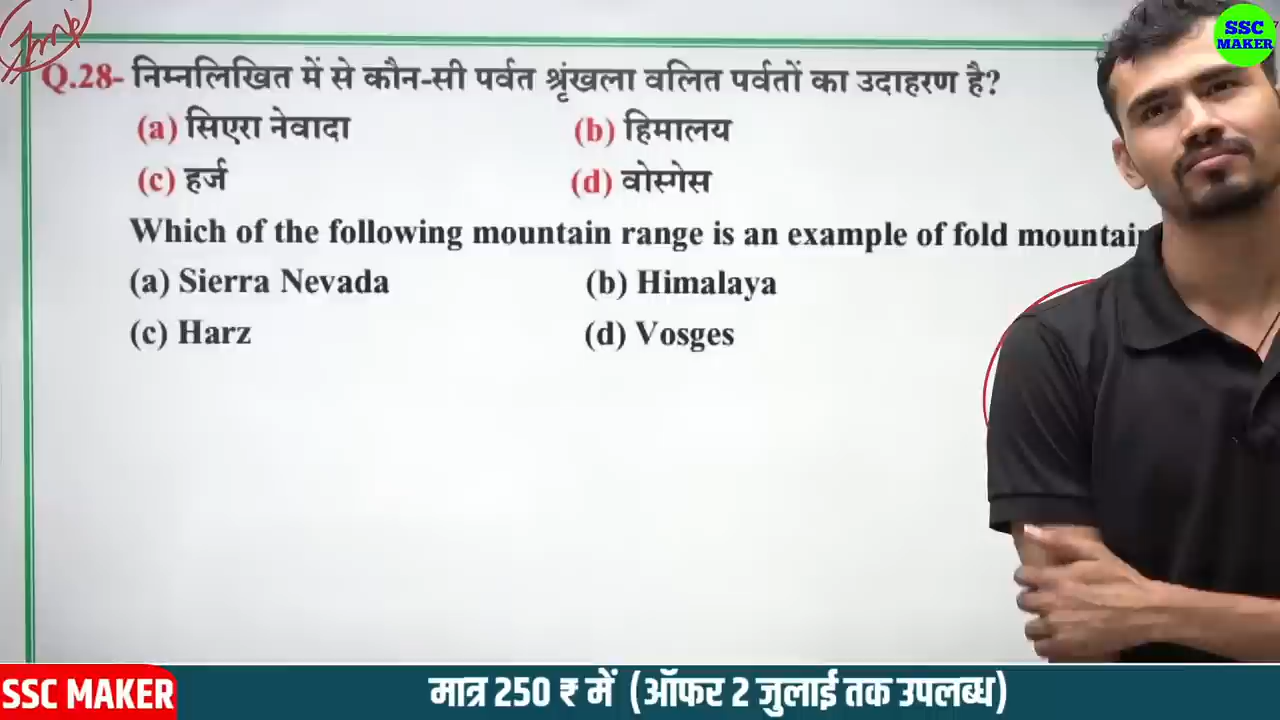 SSC
MAKER
Q.28- निम्नलिखित में से कौन-सी पर्वत श्रृंखला वलित पर्वतों का उदाहरण है?
(a) सिएरा नेवादा (b) हिमालय
(c) हर्ज (d) वोस्गेस
Which of the following mountain range is an example of fold mountain
(a) Sierra Nevada (b) Himalaya
(c) Harz (d) Vosges
SSC MAKER मात्र 250 ₹ में (ऑफर 2 जुलाई तक उपलब्ध)